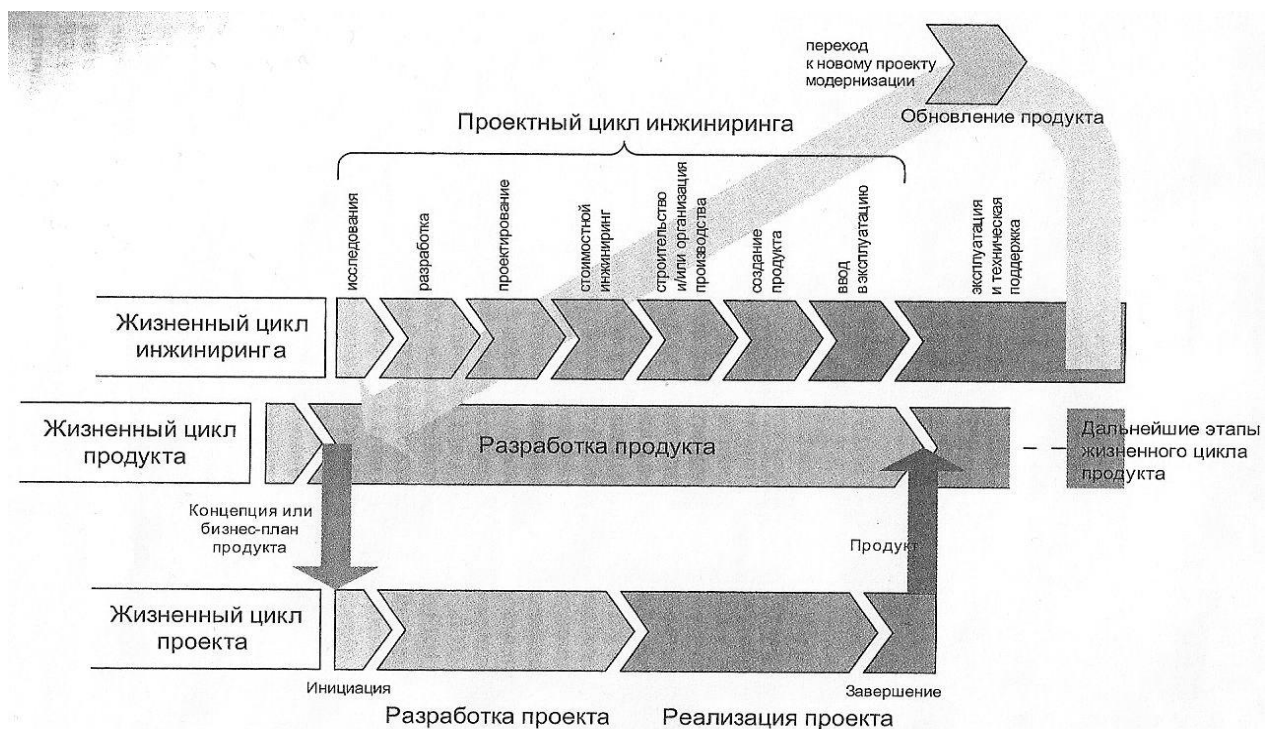 переход
к новому проекту
модернизации
Обновление продукта
Проектный цикл инжиниринга
исследования
разработка
проектирование
стоимостной
инжиниринг
строительство
и/или организация
производства
создание
продукта
ввод
в эксплуатацию
эксплуатация
и техническая
поддержка
Жизненный цикл
инжиниринга
Жизненный цикл
продукта
Разработка продукта
Дальнейшие этапы
жизненного цикла
продукта
Концепция или
бизнес-план
продукта
Продукт
Жизненный цикл
проекта
Инициация
Завершение
Разработка проекта
Реализация проекта